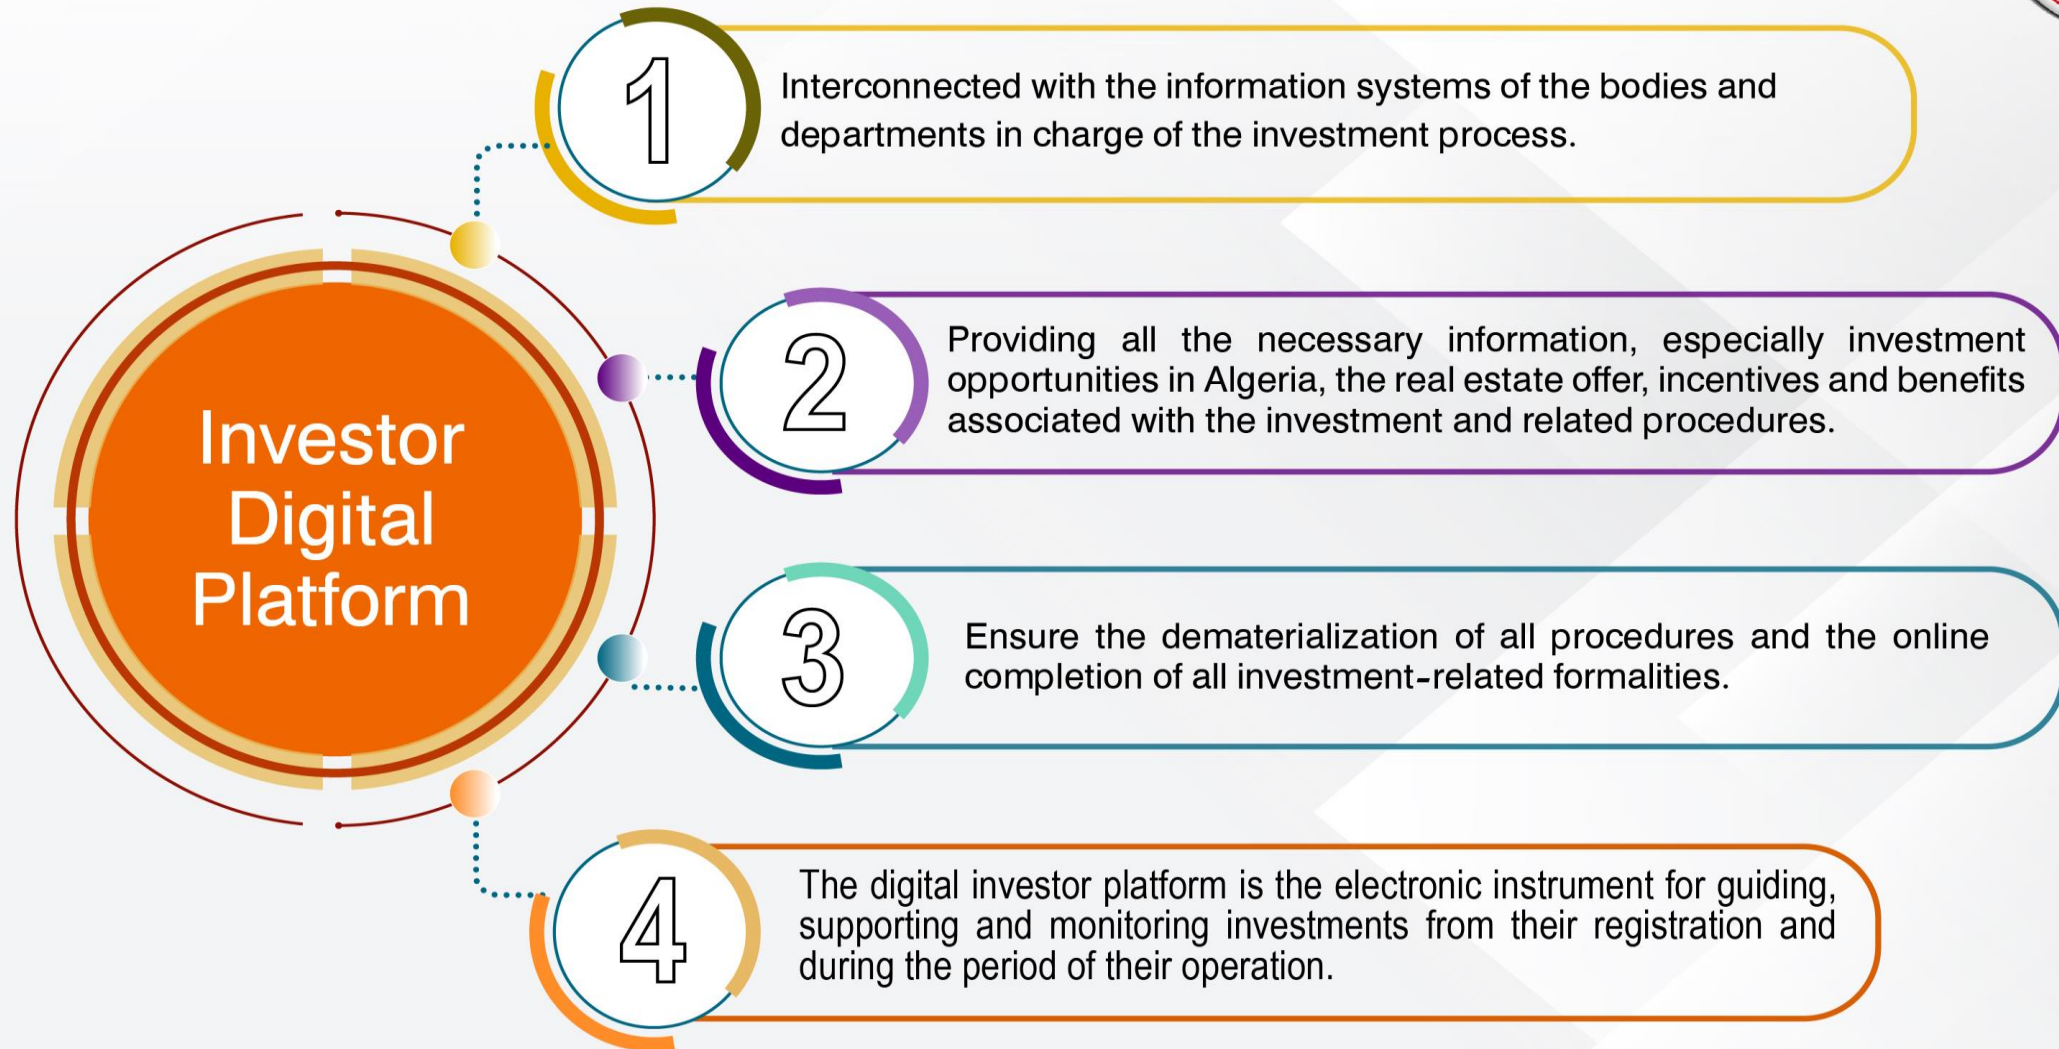 Investor
Digital
Platform
1
Interconnected with the information systems of the bodies and
departments in charge of the investment process.
2
Providing all the necessary information, especially investment
opportunities in Algeria, the real estate offer, incentives and benefits
associated with the investment and related procedures.
3
Ensure the dematerialization of all procedures and the online
completion of all investment-related formalities.
4
The digital investor platform is the electronic instrument for guiding,
supporting and monitoring investments from their registration and
during the period of their operation.